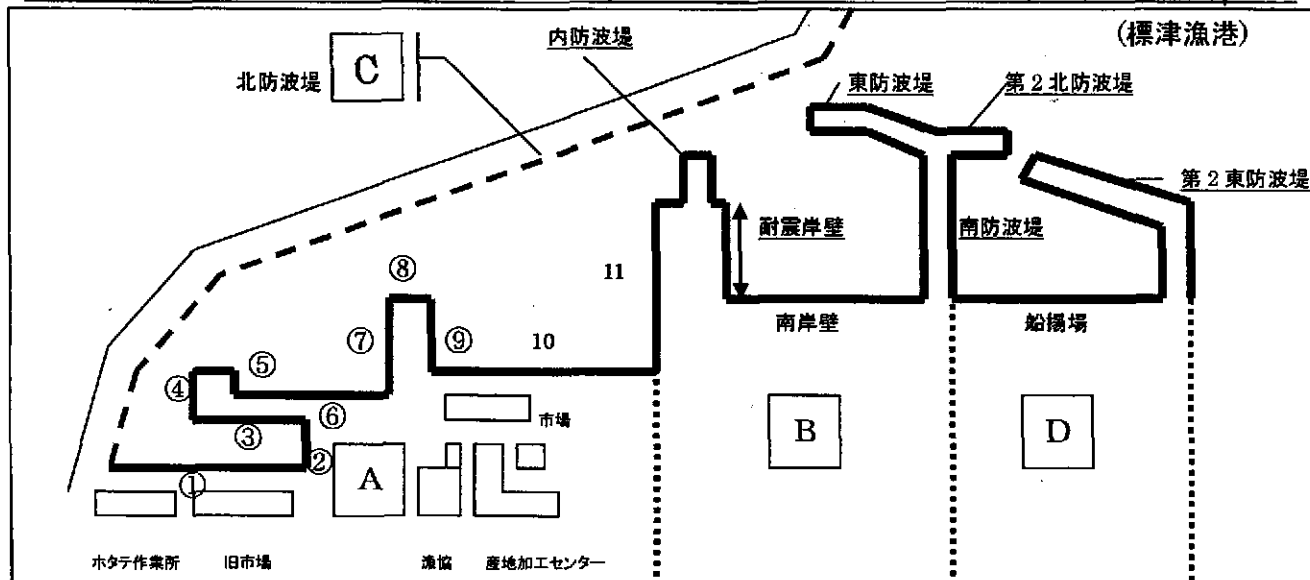 (標津漁港)
内防波堤
北防波堤
C
東防波堤
第2北防波堤
第2東防波堤
耐震岸壁
南防波堤
11
⑧
南岸壁
船揚場
⑦
⑨
10
⑤
④
⑥
市場
③
B
D
②
A
①
ホタテ作業所
旧市場
漁協
産地加工センター